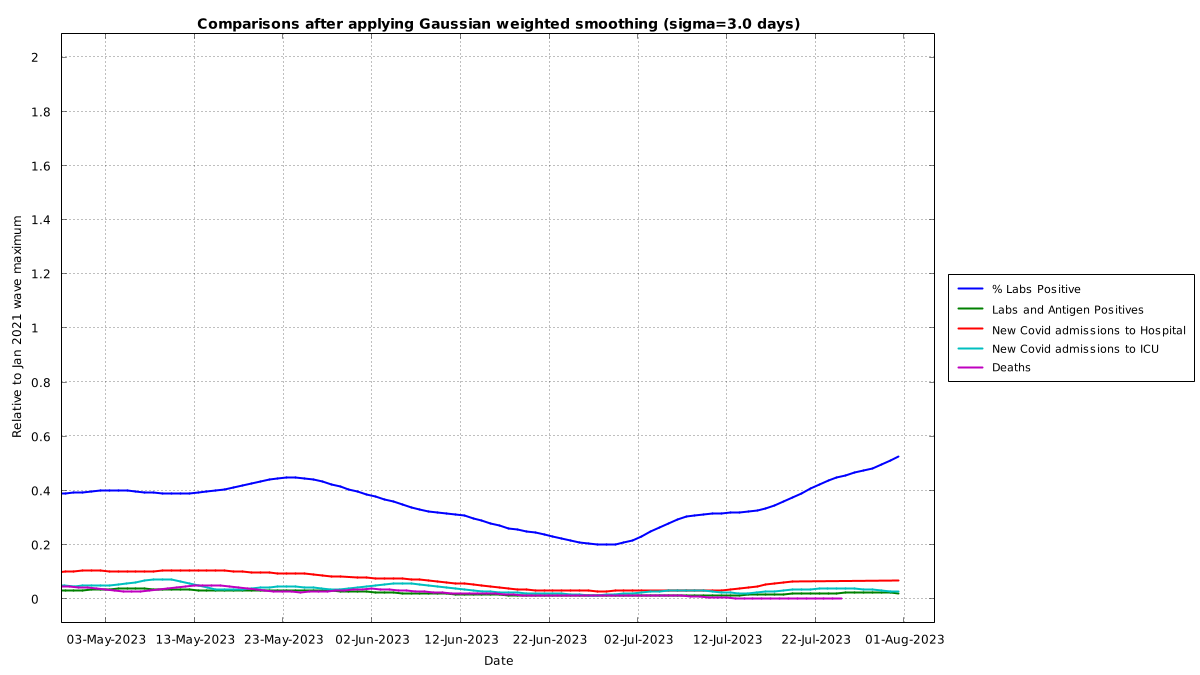 Comparisons after applying Gaussian weighted smoothing (sigma=3.0 days)
Relative to Jan 2021 wave maximum
2
1.8
1.6
1.4
1.2
1
0.8
0.6
0.4
0.2
0
03-May-2023 13-May-2023 23-May-2023 02-Jun-2023 12-Jun-2023 22-Jun-2023 02-Jul-2023 12-Jul-2023 22-Jul-2023 01-Aug-2023
Date
% Labs Positive
Labs and Antigen Positives
New Covid admissions to Hospital
New Covid admissions to ICU
Deaths